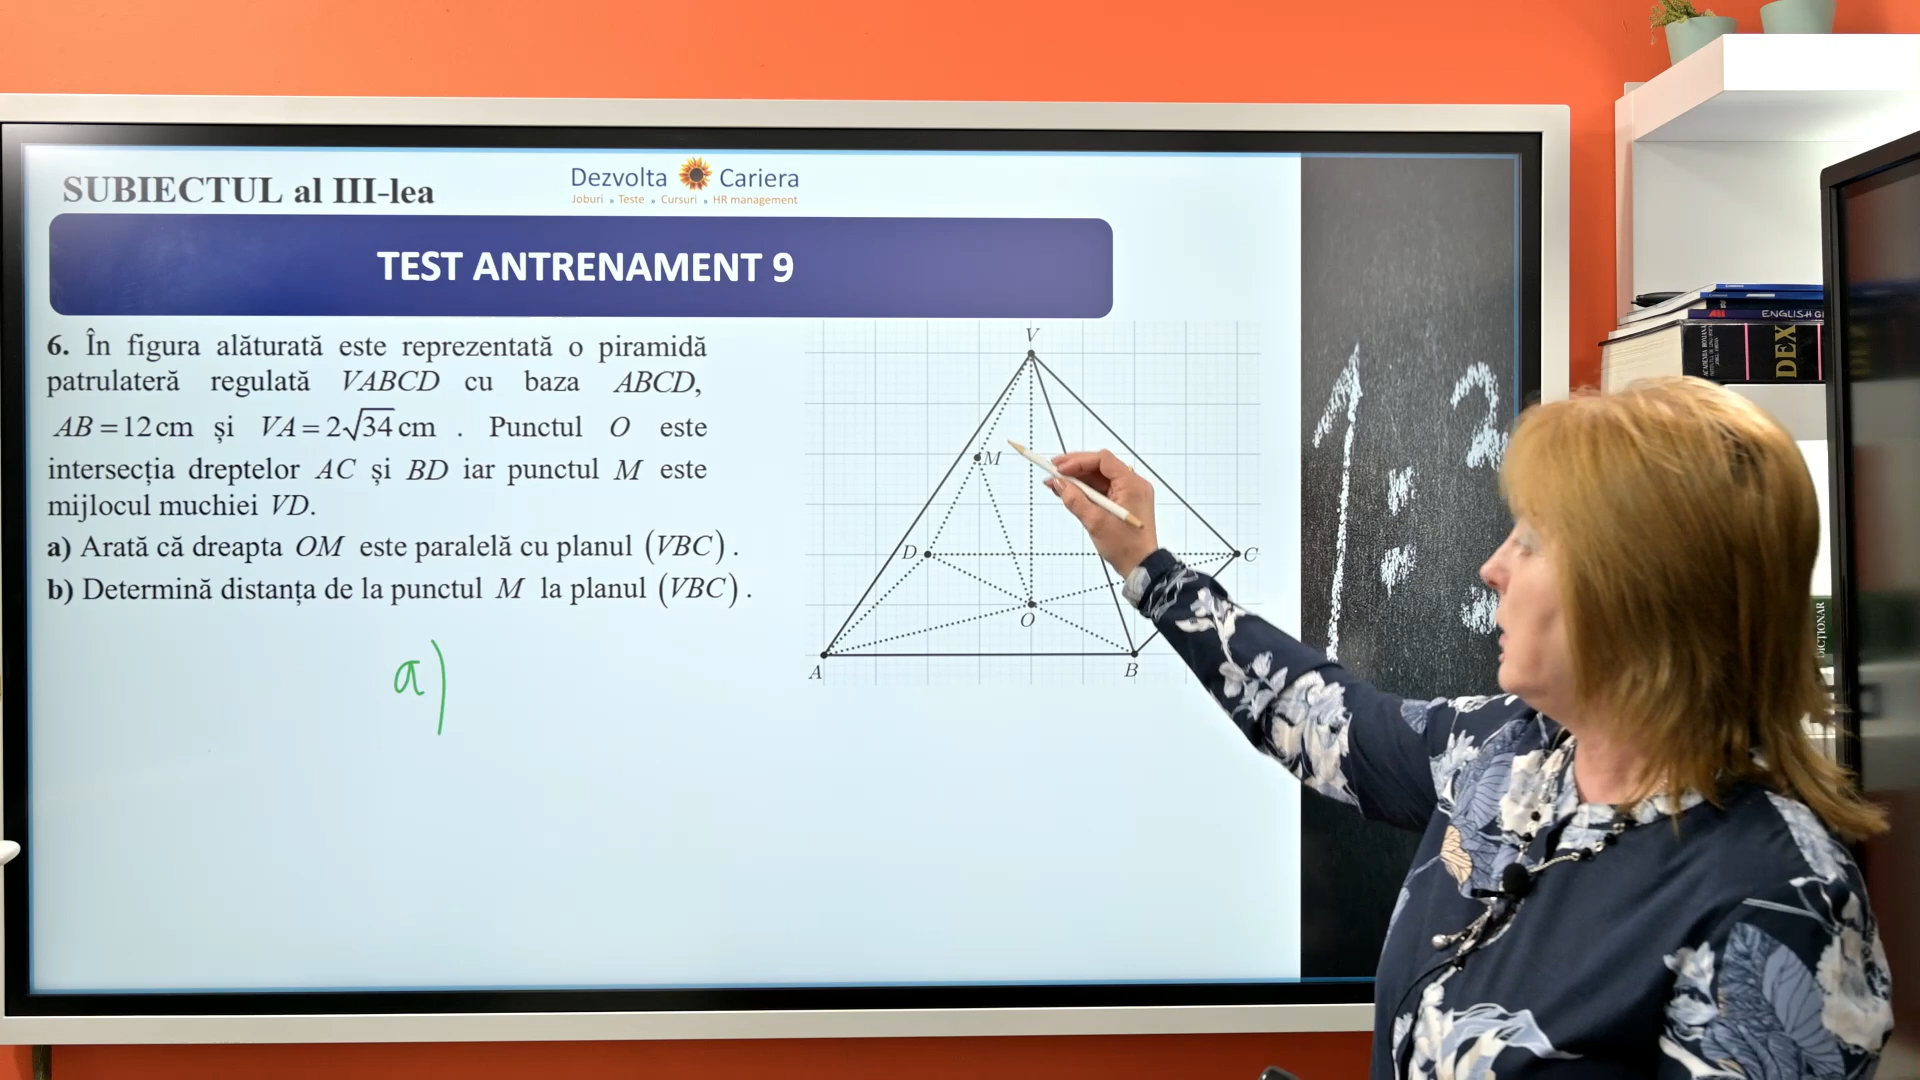 SUBIECTUL al III-lea
Dezvolta Cariera
Joburi • Teste • Cursuri • HR management
TEST ANTRENAMENT 9
6. În figura alăturată este reprezentată o piramidă
patrulateră regulată VABCD cu baza ABCD,
AB = 12 cm și VA = 2√34 cm . Punctul O este
intersecția dreptelor AC și BD iar punctul M este
mijlocul muchiei VD.
a) Arată că dreapta OM este paralelă cu planul (VBC) .
b) Determină distanța de la punctul M la planul (VBC) .
a)
V
M
D
C
O
A
B
ENGLISH
DEX
DICȚIONAR